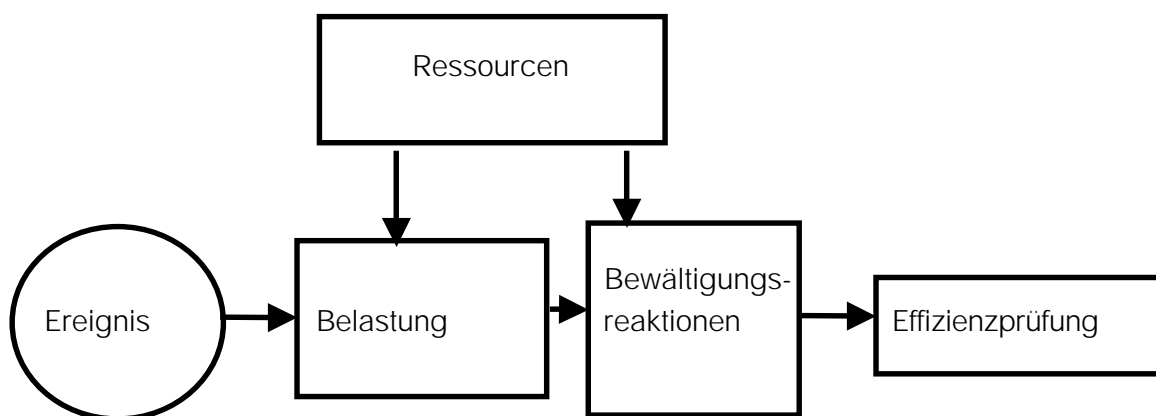 Ressourcen
Ereignis
Belastung
Bewältigungs-
reaktionen
Effizienzprüfung